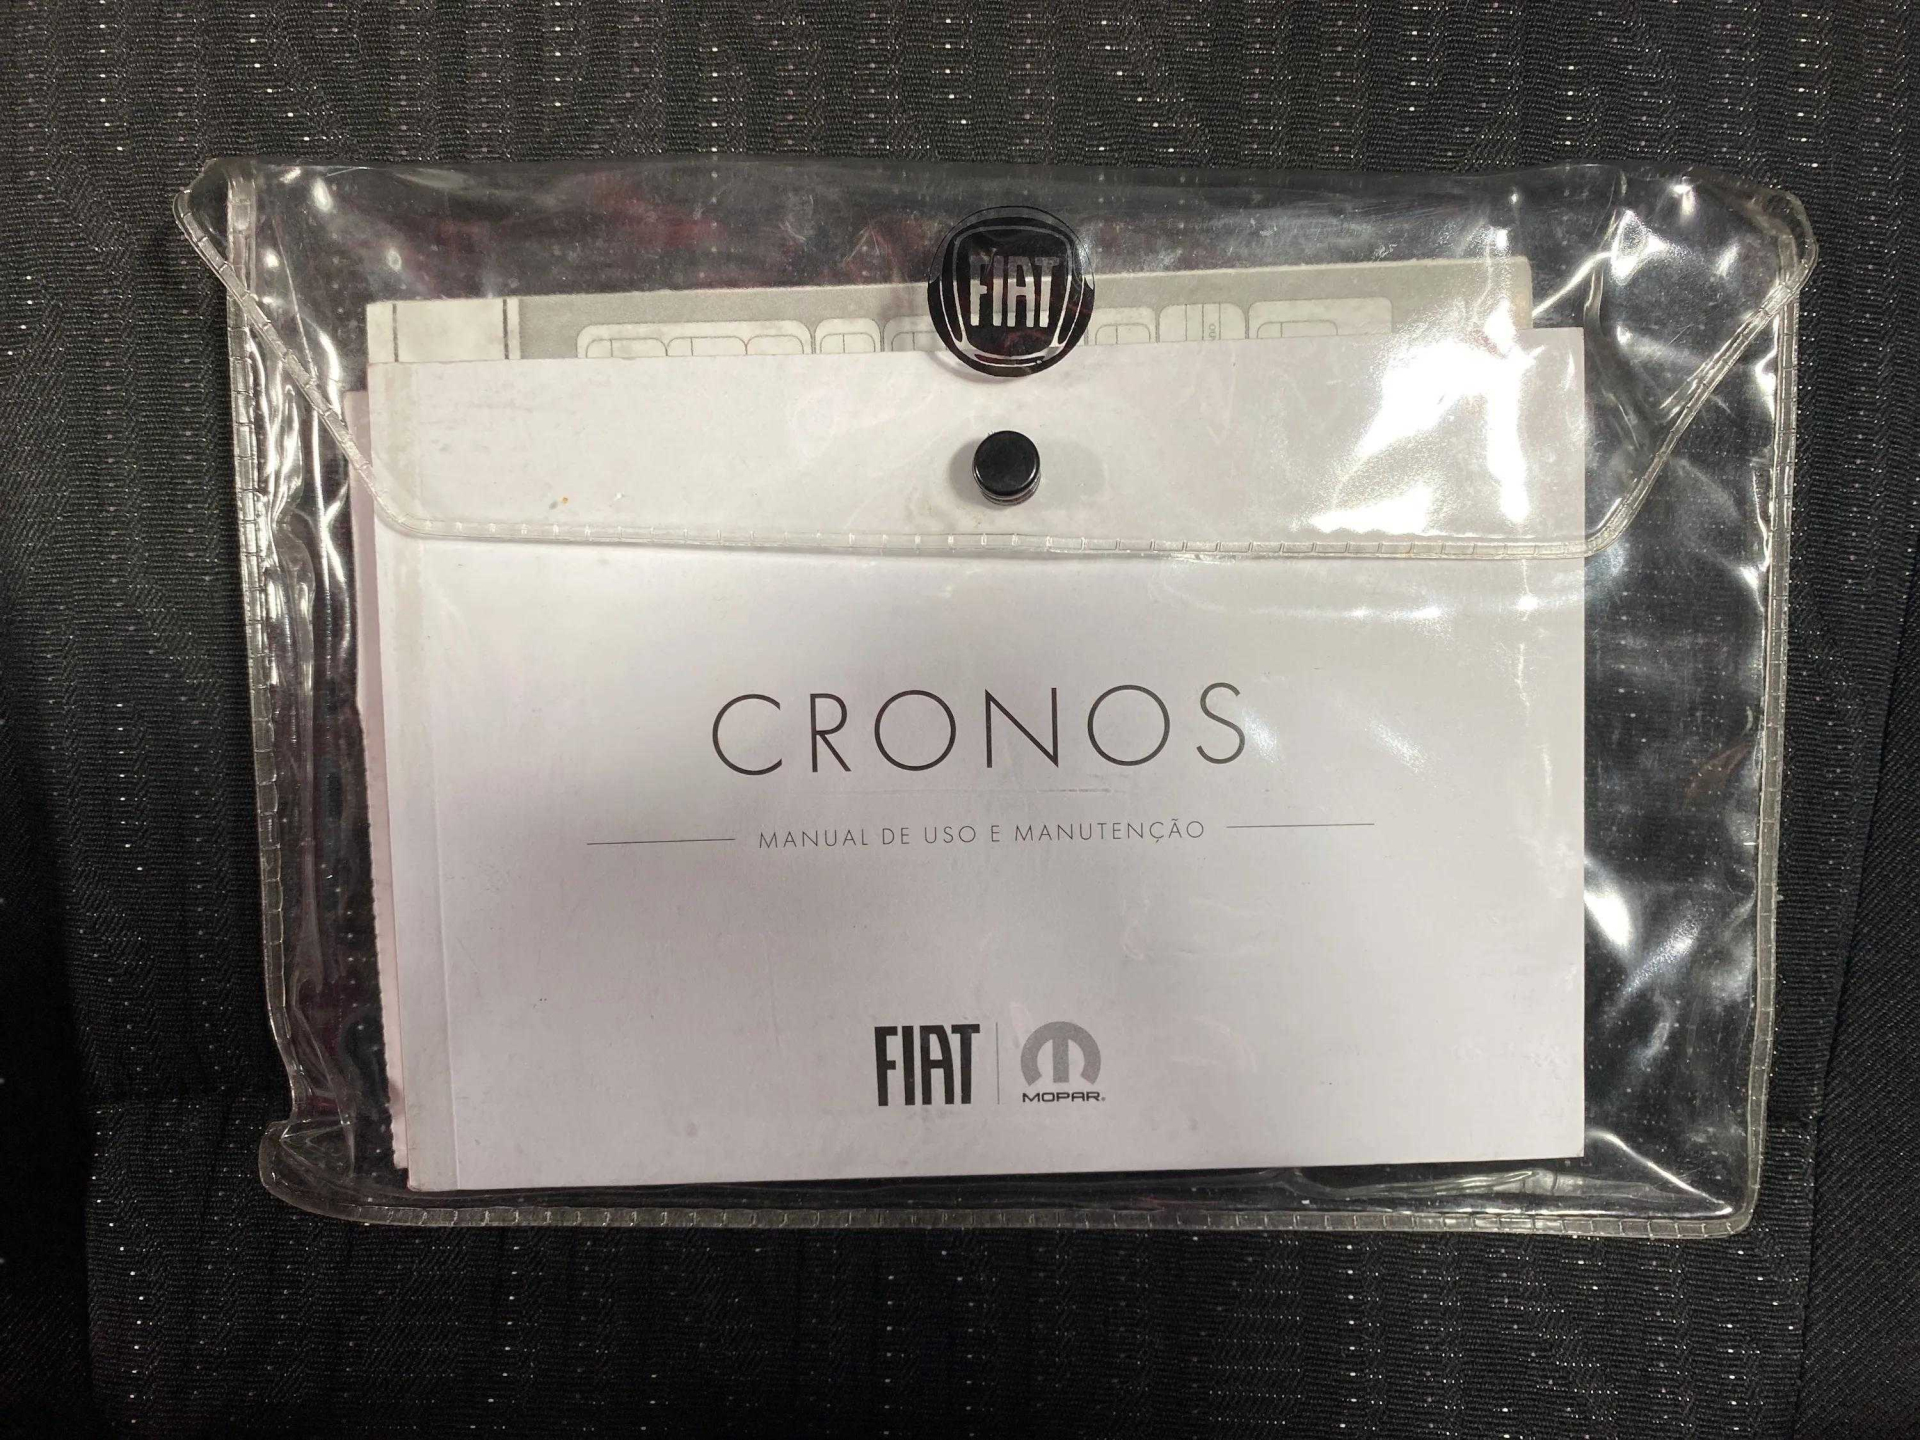 FIAT
CRONOS
MANUAL DE USO E MANUTENÇÃO
FIAT
MOPAR®